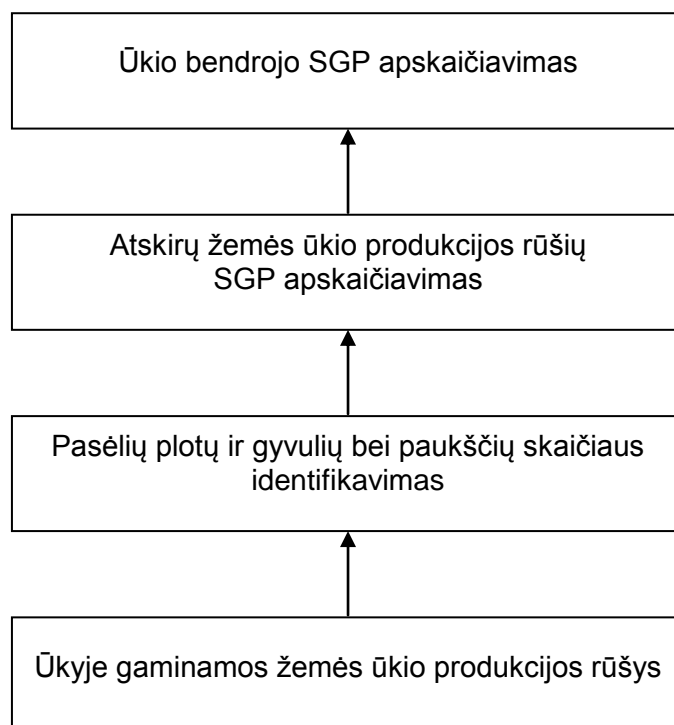 Ūkio bendrojo SGP apskaičiavimas
Atskirų žemės ūkio produkcijos rūšių
SGP apskaičiavimas
Pasėlių plotų ir gyvulių bei paukščių skaičiaus
identifikavimas
Ūkyje gaminamos žemės ūkio produkcijos rūšys